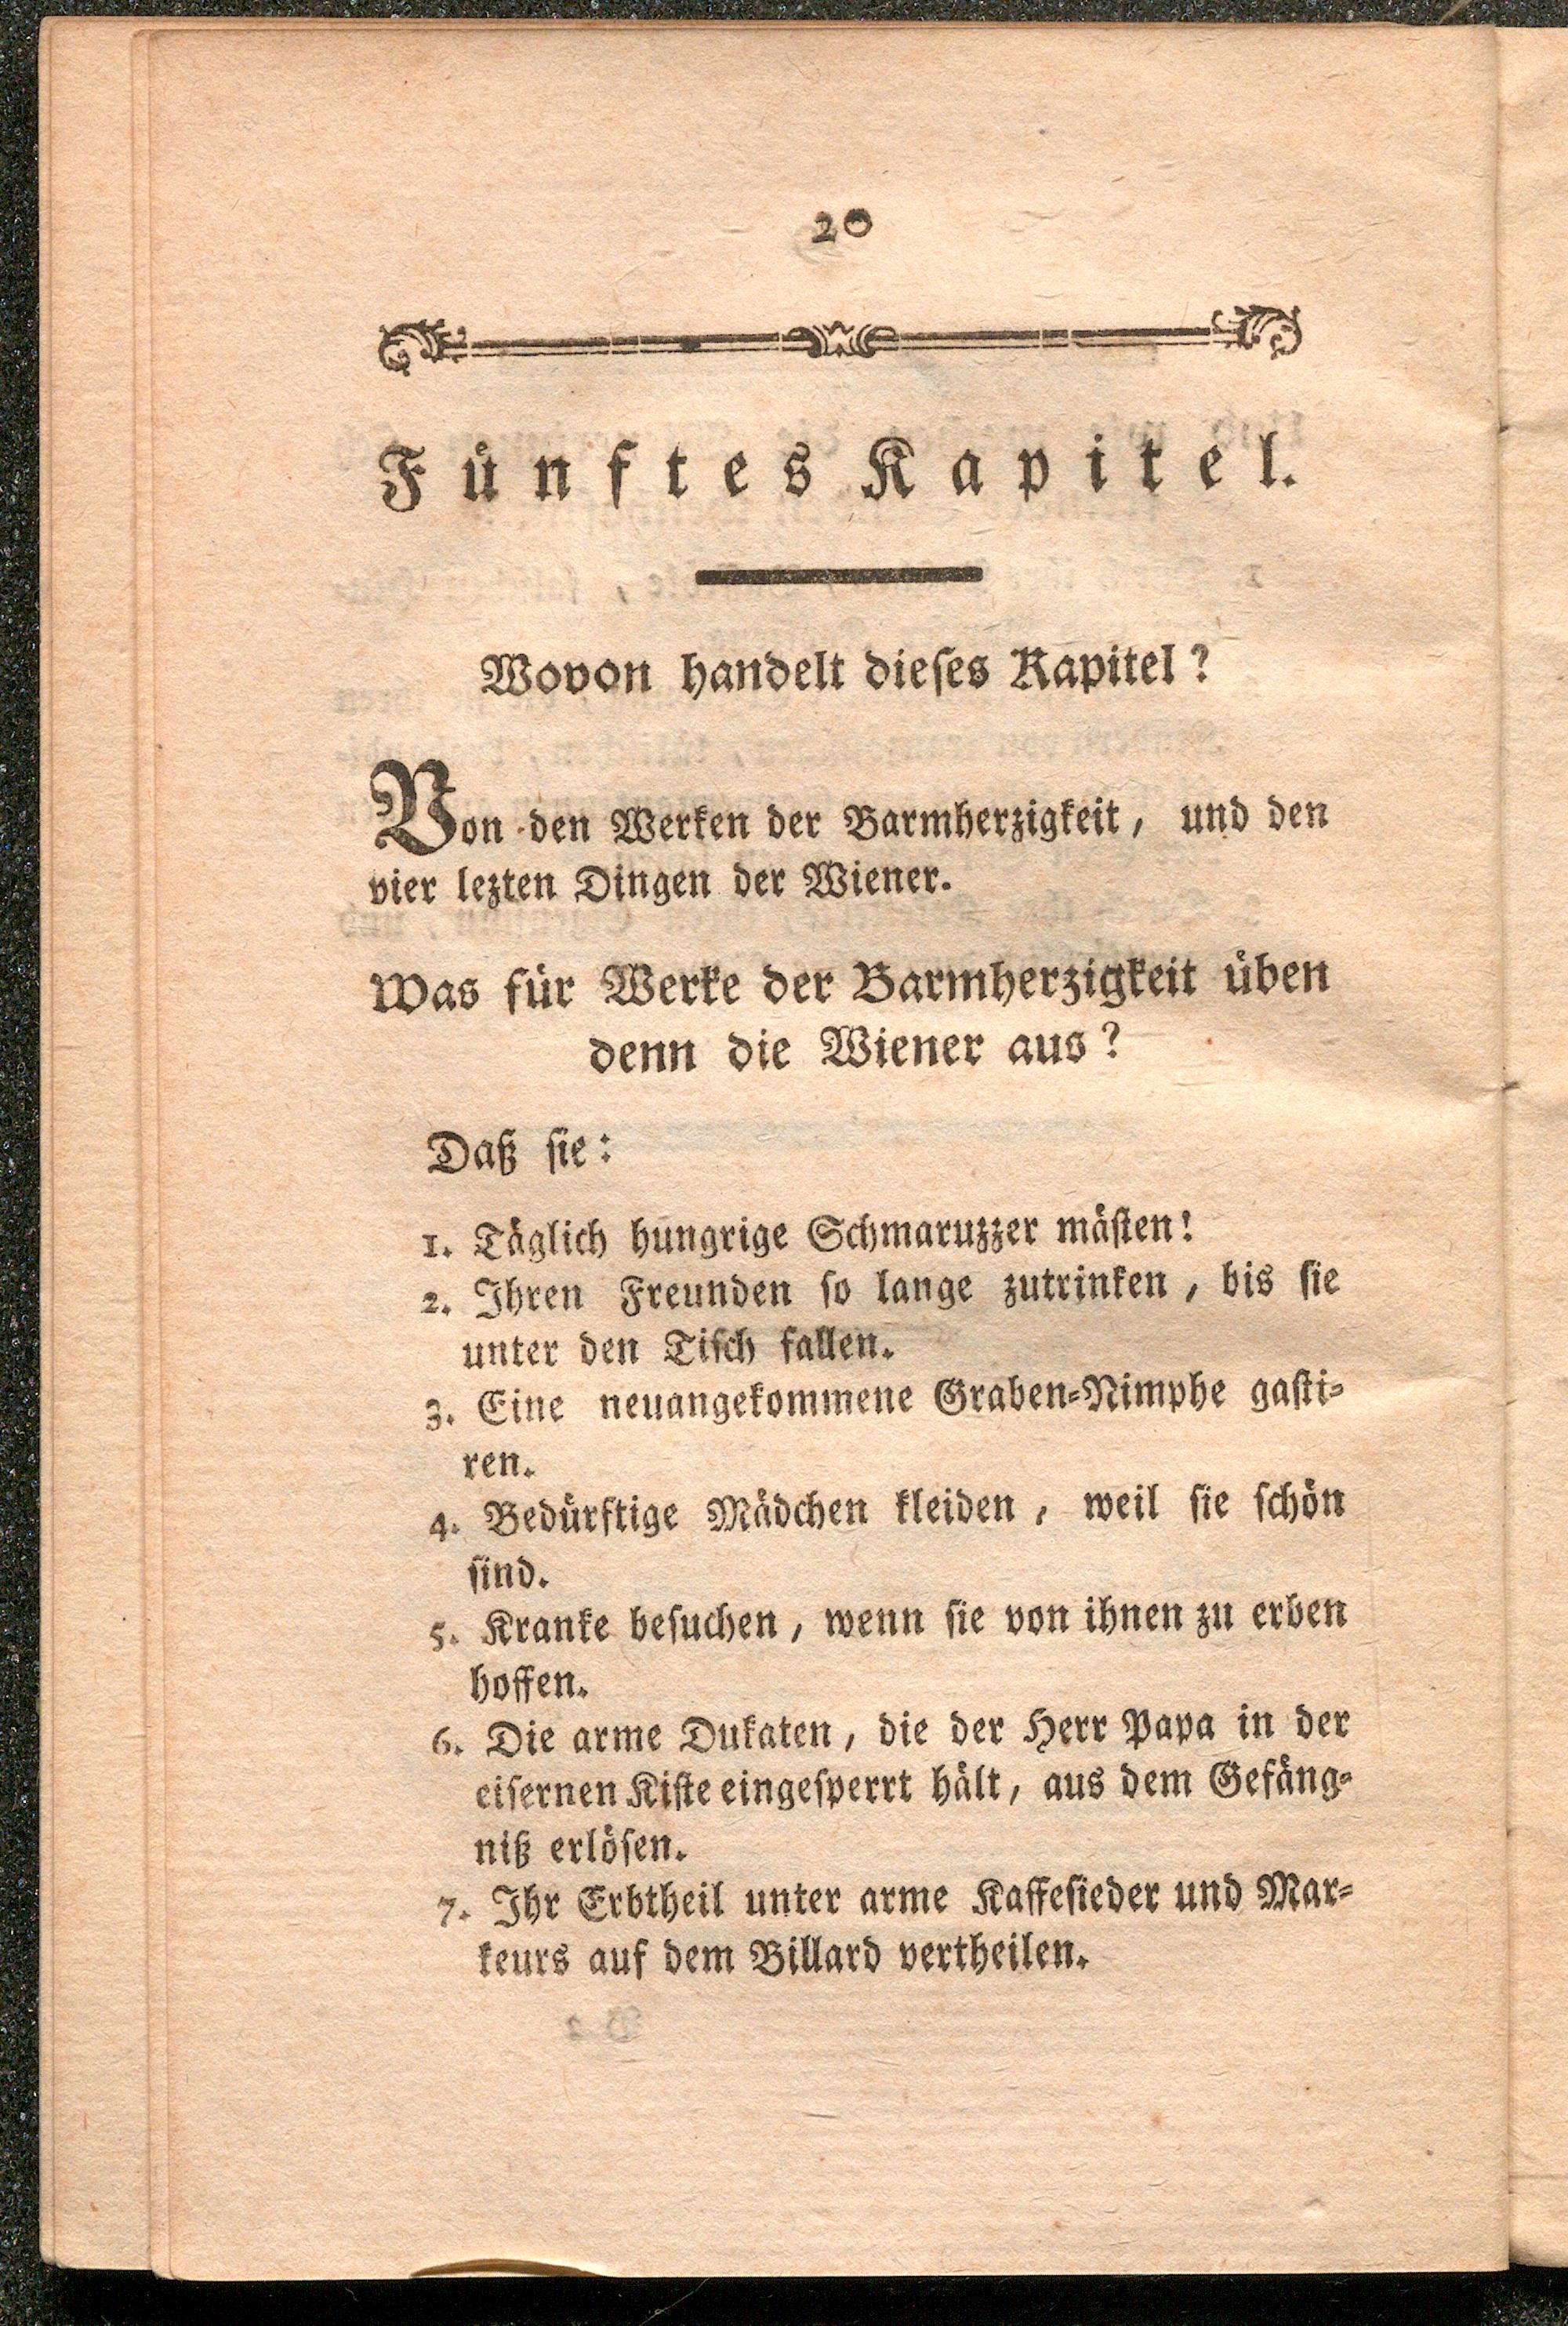 20
Fünftes Kapitel.
Wovon handelt dieses Kapitel?
Von den Werken der Barmherzigkeit, und den
vier lezten Dingen der Wiener.
Was für Werke der Barmherzigkeit üben
denn die Wiener aus?
Daß sie:
1. Täglich hungrige Schmaruzzer mästen!
2. Ihren Freunden so lange zutrinken, bis sie
unter den Tisch fallen.
3. Eine neuangekommene Graben-Nimphe gasti-
ren.
4. Bedürftige Mädchen kleiden, weil sie schön
sind.
5. Kranke besuchen, wenn sie von ihnen zu erben
hoffen.
6. Die arme Dukaten, die der Herr Papa in der
eisernen Kiste eingesperrt hält, aus dem Gefäng-
niß erlösen.
7. Ihr Erbtheil unter arme Kaffesieder und Mar-
keurs auf dem Billard vertheilen.